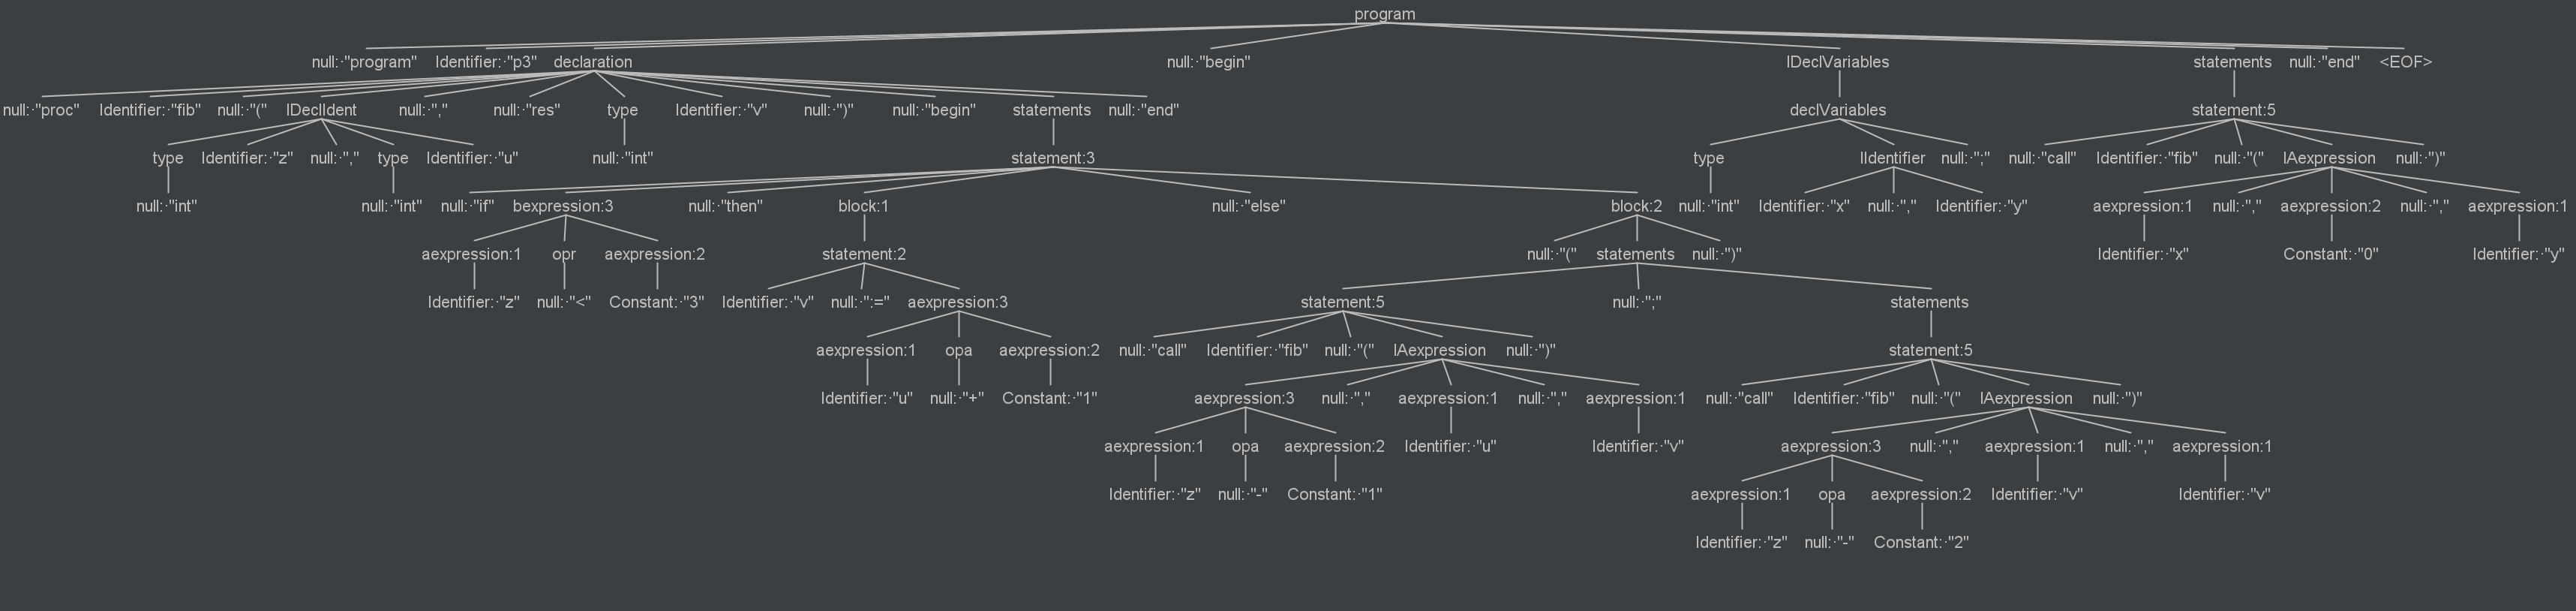 program
null:·"program" Identifier:·"p3" declaration null:·"begin" lDeclVariables statements null:·"end" <EOF>
null:·"proc" Identifier:·"fib" null:·"(" lDeclIdent null:·"," null:·"res" type Identifier:·"v" null:·")" null:·"begin" statements null:·"end" declVariables statement:5
type Identifier:·"z" null:·"," type Identifier:·"u" null:·"int" statement:3 type lIdentifier null:·";" null:·"call" Identifier:·"fib" null:·"(" lAexpression null:·")"
null:·"int" null:·"int" null:·"if" bexpression:3 null:·"then" block:1 null:·"else" block:2 null:·"int" Identifier:·"x" null:·"," Identifier:·"y" aexpression:1 null:·"," aexpression:2 null:·"," aexpression:1
aexpression:1 opr aexpression:2 statement:2 null:·"(" statements null:·")" Identifier:·"x" Constant:·"0" Identifier:·"y"
Identifier:·"z" null:·"<" Constant:·"3" Identifier:·"v" null:·":=" aexpression:3 statement:5 null:·";" statements
aexpression:1 opa aexpression:2 null:·"call" Identifier:·"fib" null:·"(" lAexpression null:·")" statement:5
Identifier:·"u" null:·"+" Constant:·"1" aexpression:3 null:·"," aexpression:1 null:·"," aexpression:1 null:·"call" Identifier:·"fib" null:·"(" lAexpression null:·")"
aexpression:1 opa aexpression:2 Identifier:·"u" Identifier:·"v" aexpression:3 null:·"," aexpression:1 null:·"," aexpression:1
Identifier:·"z" null:·"-" Constant:·"1" aexpression:1 opa aexpression:2 Identifier:·"v" Identifier:·"v"
Identifier:·"z" null:·"-" Constant:·"2"